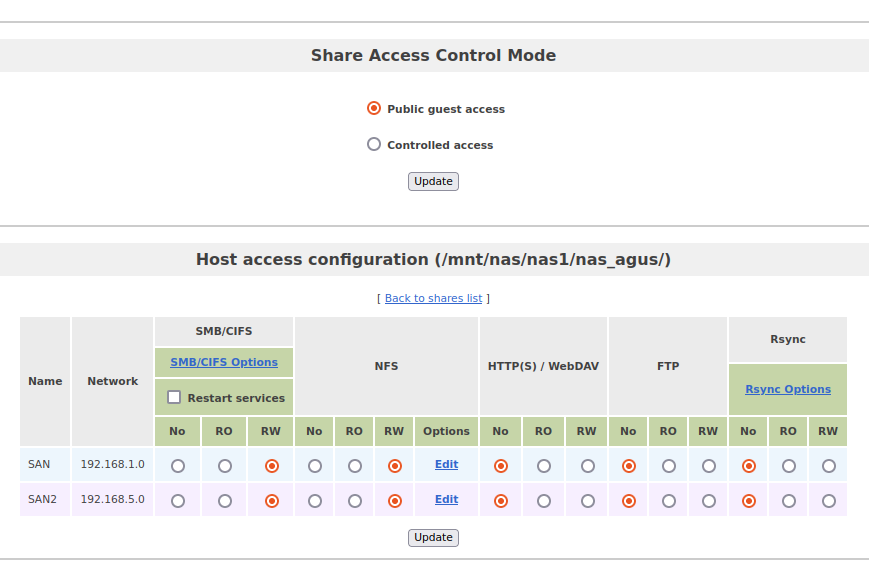 Share Access Control Mode
Public guest access
Controlled access
Update
Host access configuration (/mnt/nas/nas1/nas_agus/)
[ Back to shares list ]
Name Network SMB/CIFS NFS HTTP(S) / WebDAV FTP Rsync
SMB/CIFS Options Rsync Options
Restart services
No RO RW No RO RW Options No RO RW No RO RW No RO RW
SAN 192.168.1.0 Edit
SAN2 192.168.5.0 Edit
Update